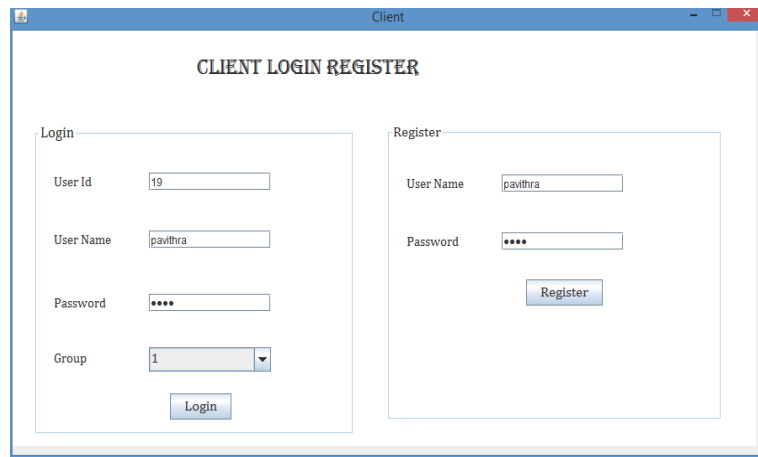 Client
CLIENT LOGIN REGISTER
Login
User Id 19
User Name pavithra
Password ••••
Group 1
Login
Register
User Name pavithra
Password ••••
Register